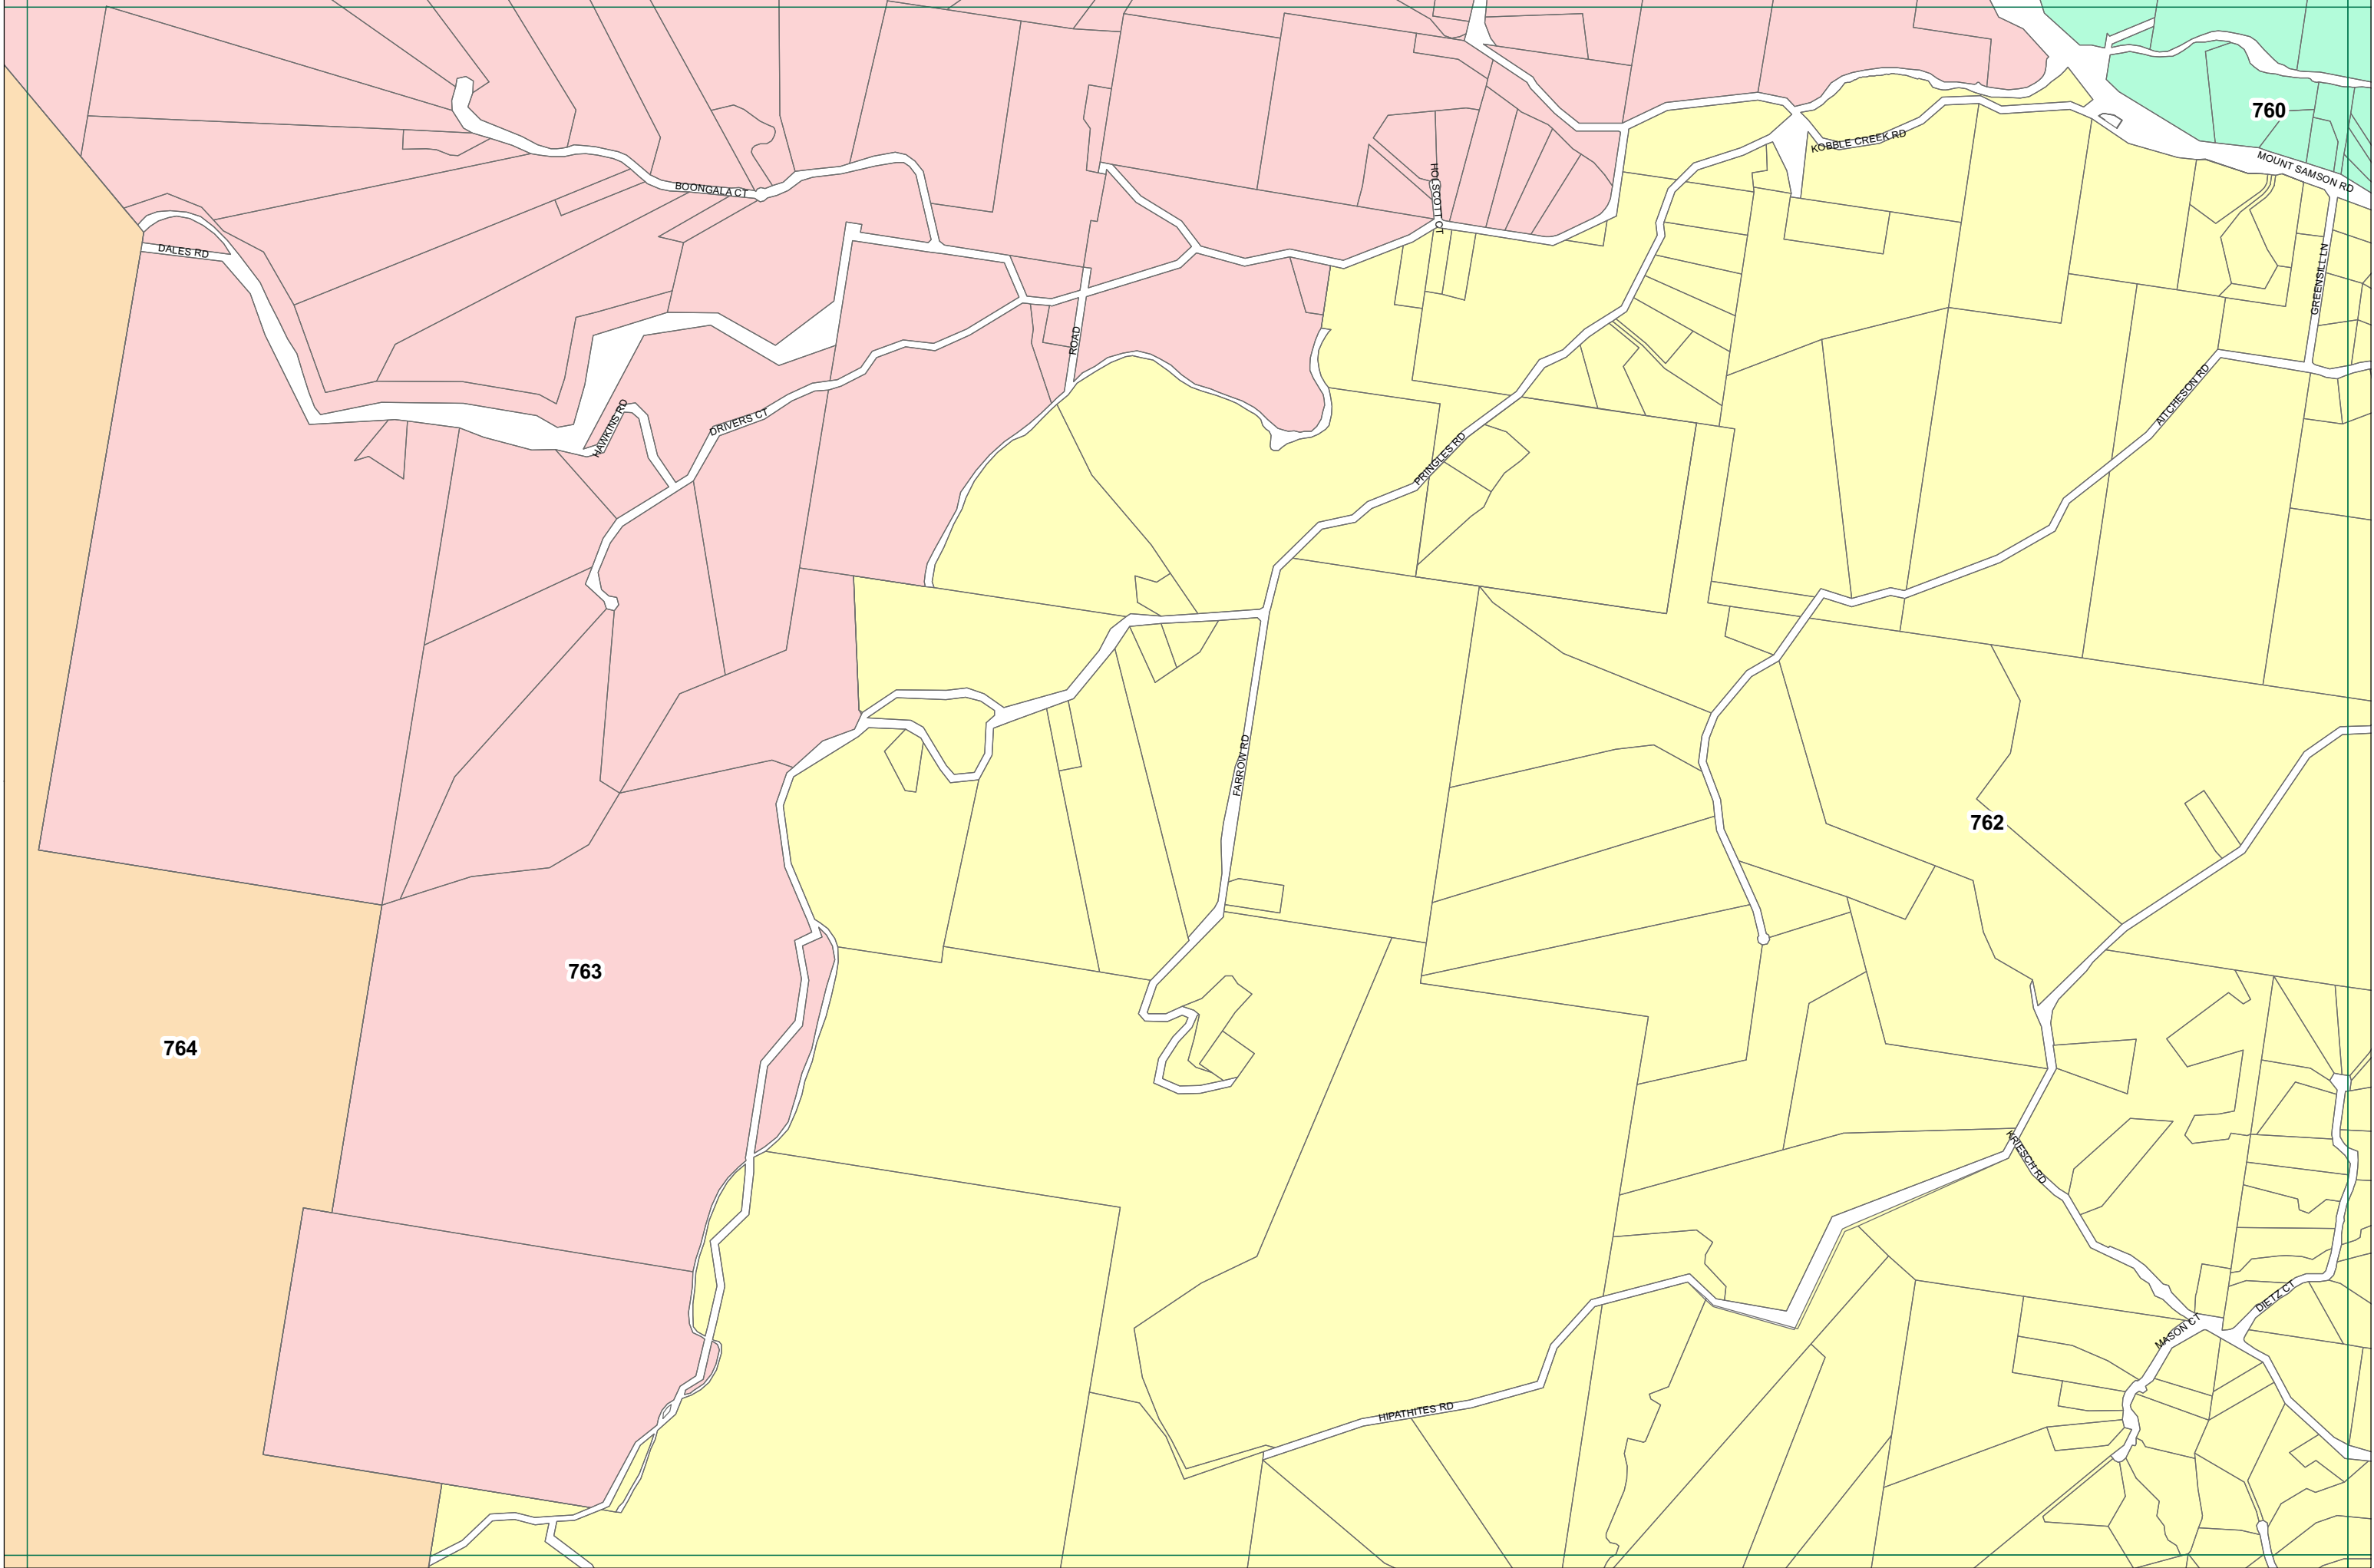 760
KOBBLE CREEK RD
MOUNT SAMSON RD
BOONGALA CT
HOLSCOTT CT
DALES RD
GREENSILL LN
ROAD
AITCHESON RD
HAWKINS RD
DRIVERS CT
PRINGLES RD
FARROW RD
762
763
764
KRIESCH RD
DIETZ CT
MASON CT
HIPATHITES RD